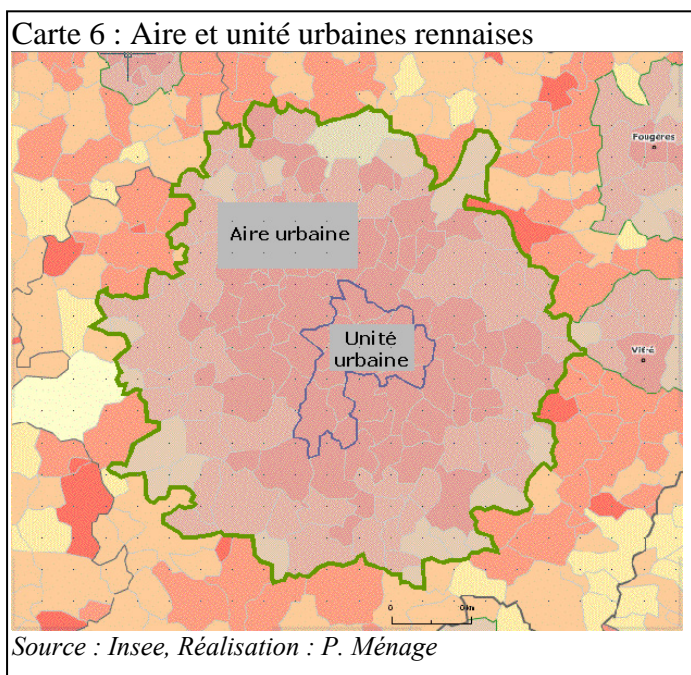 Carte 6 : Aire et unité urbaines rennaises
Fougères
Aire urbaine
Unité
urbaine
Vitré
0
Source : Insee, Réalisation : P. Ménage